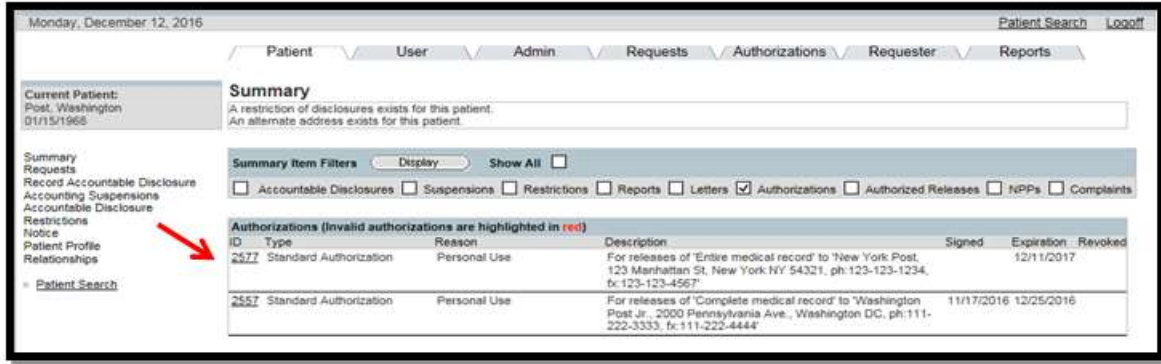 Monday, December 12, 2016 Patient Search Logoff
Patient User Admin Requests Authorizations Requester Reports
Current Patient:
Post, Washington
01/15/1968
Summary
Requests
Record Accountable Disclosure
Accounting Suspensions
Accountable Disclosure
Restrictions
Notice
Patient Profile
Relationships
Patient Search
Summary
A restriction of disclosures exists for this patient.
An alternate address exists for this patient.
Summary Item Filters Display Show All
Accountable Disclosures Suspensions Restrictions Reports Letters Authorizations Authorized Releases NPPs Complaints
Authorizations (Invalid authorizations are highlighted in red)
ID Type Reason Description Signed Expiration Revoked
2577 Standard Authorization Personal Use For releases of 'Entire medical record' to 'New York Post, 12/11/2017
123 Manhattan St, New York NY 54321, ph:123-123-1234,
fx:123-123-4567'
2557 Standard Authorization Personal Use For releases of 'Complete medical record' to 'Washington 11/17/2016 12/25/2016
Post Jr., 2000 Pennsylvania Ave., Washington DC, ph:111-
222-3333, fx:111-222-4444'